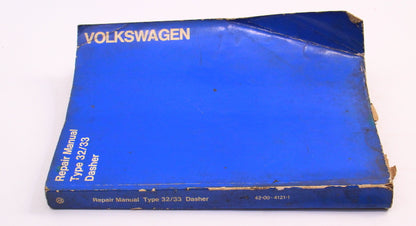 VOLKSWAGEN
Repair Manual
Type 32/33
Dasher
Repair Manual Type 32/33 Dasher 42-00-4121-1